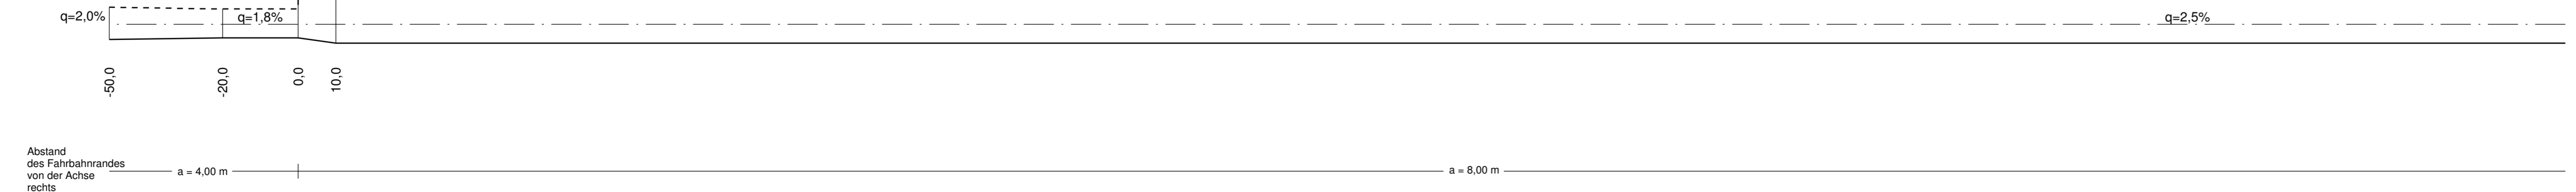 q=2,0%
q=1,8%
q=2,5%
-50,0
-20,0
0,0
10,0
Abstand
des Fahrbahnrandes
von der Achse
rechts
a = 4,00 m
a = 8,00 m